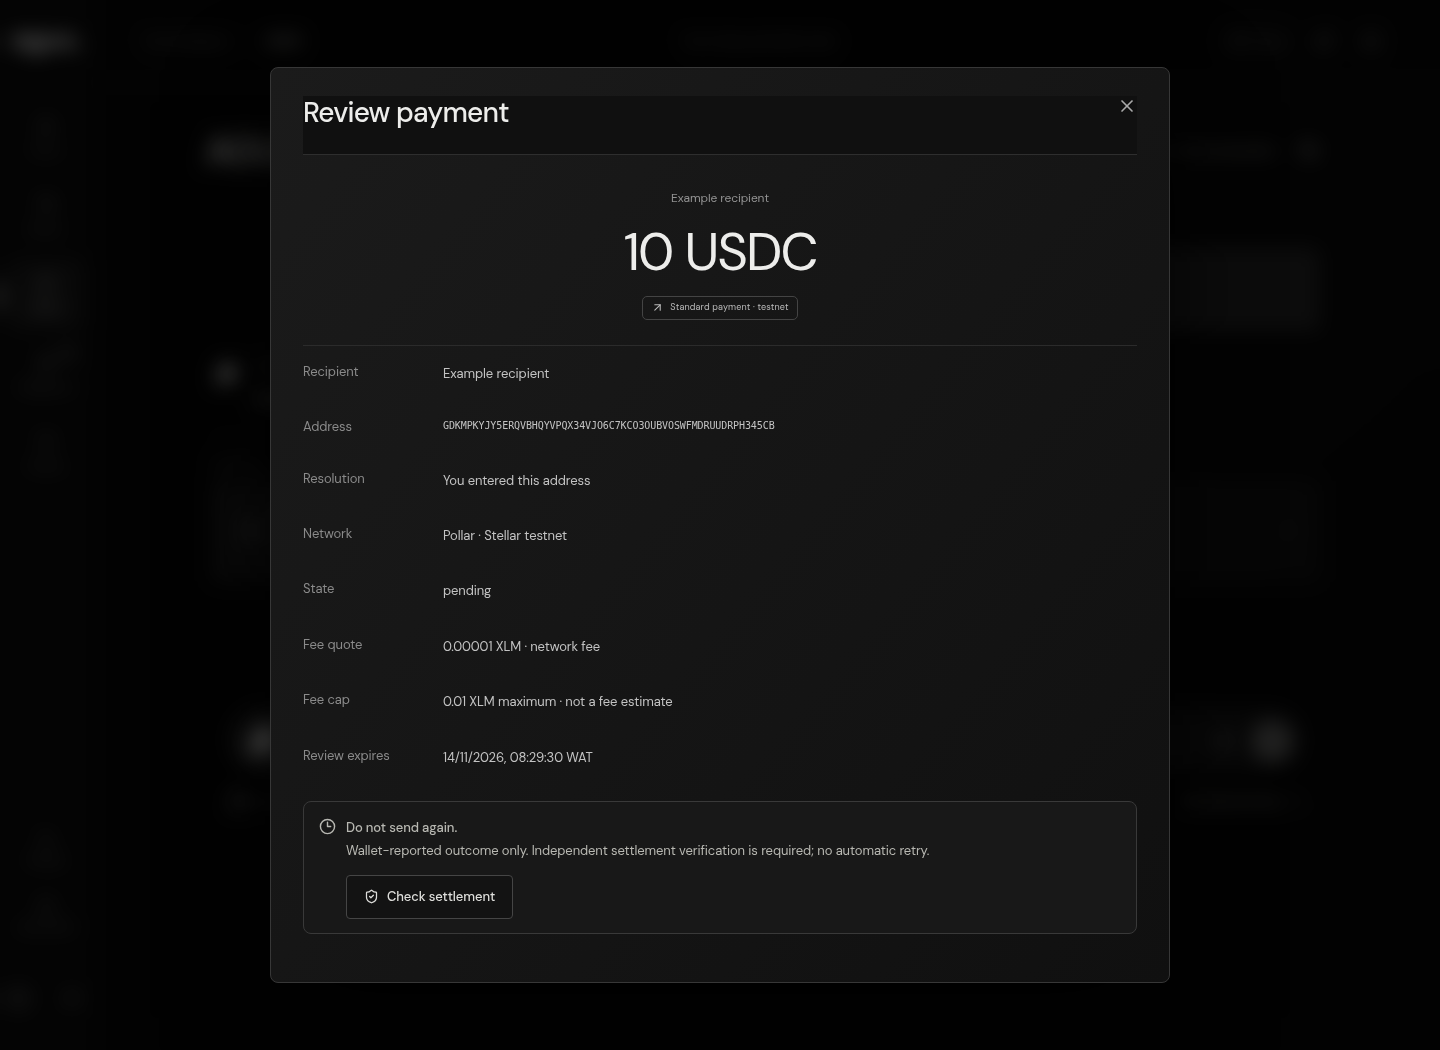 Review payment
Example recipient
10 USDC
Standard payment · testnet
Recipient Example recipient
Address GDKMPKYJY5ERQVBHQYVPQX34VJO6C7KCO3OUBVOSWFMDRUUDRPH345CB
Resolution You entered this address
Network Pollar · Stellar testnet
State pending
Fee quote 0.00001 XLM · network fee
Fee cap 0.01 XLM maximum · not a fee estimate
Review expires 14/11/2026, 08:29:30 WAT
Do not send again.
Wallet-reported outcome only. Independent settlement verification is required; no automatic retry.
Check settlement